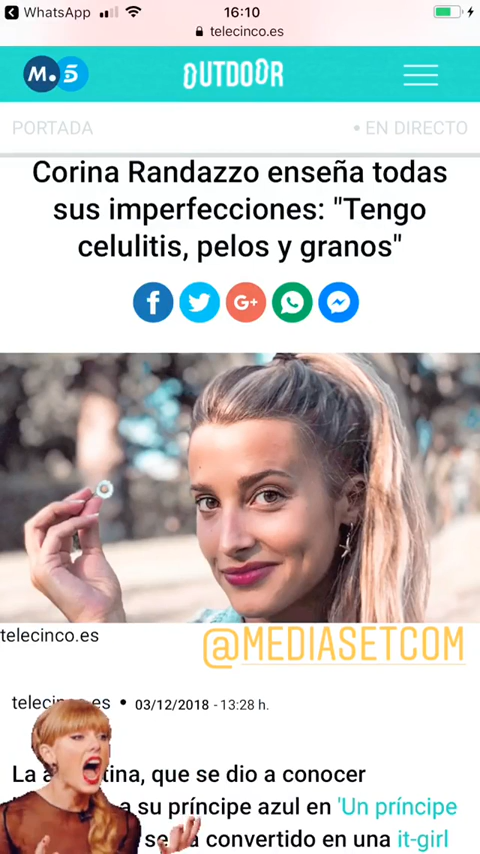 WhatsApp
16:10
telecinco.es
M. 5
OUTDOOR
PORTADA
• EN DIRECTO
Corina Randazzo enseña todas
sus imperfecciones: "Tengo
celulitis, pelos y granos"
f G+
telecinco.es
@MEDIASETCOM
• 03/12/2018 - 13:28 h.
La tina, que se dio a conocer
a su príncipe azul en 'Un príncipe
convertido en una it-girl